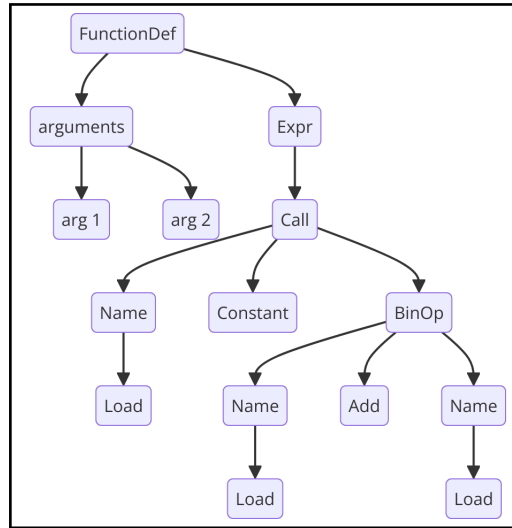 FunctionDef
arguments
Expr
arg 1
arg 2
Call
Name
Constant
BinOp
Load
Name
Add
Name
Load
Load